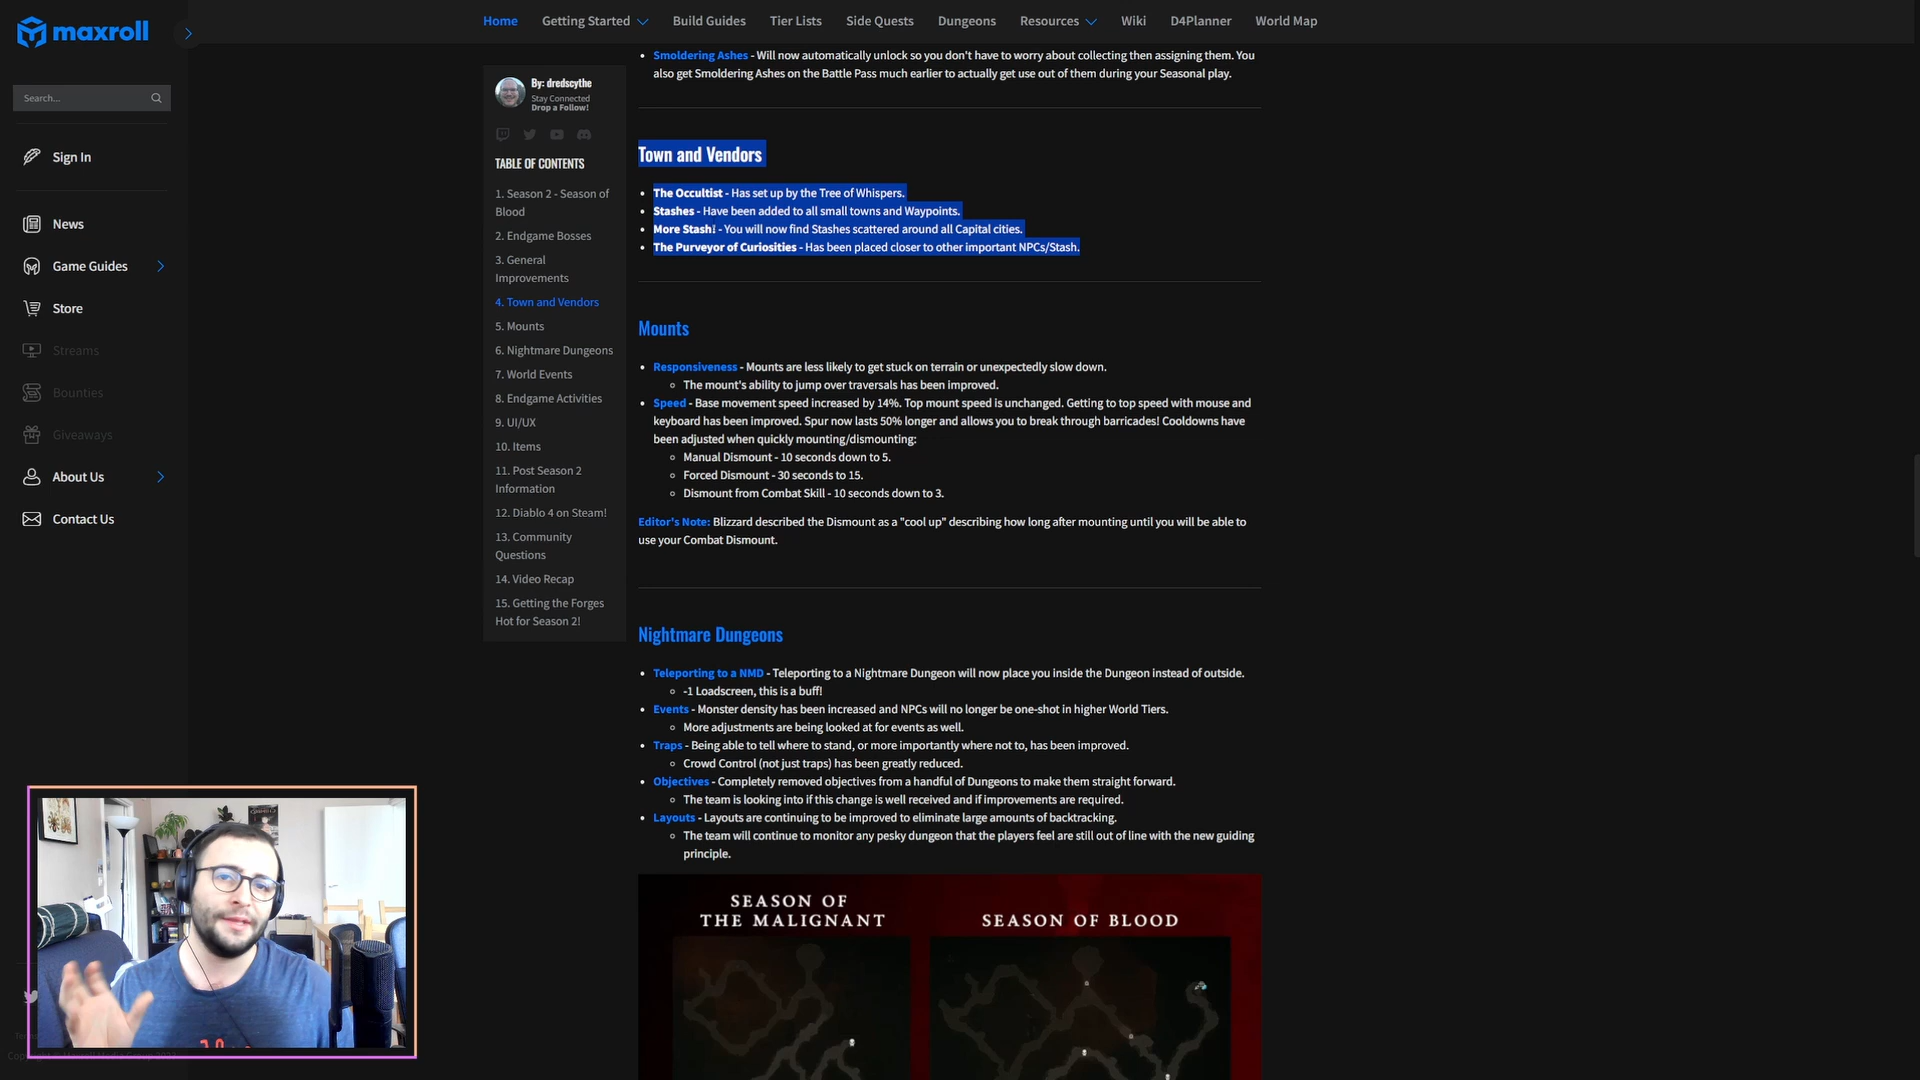 maxroll
Home
Getting Started
Build Guides
Tier Lists
Side Quests
Dungeons
Resources
Wiki
D4Planner
World Map
Search...
Sign In
News
Game Guides
Store
Streams
Bounties
Giveaways
About Us
Contact Us
By: dredscythe
Stay Connected
Drop a Follow!
TABLE OF CONTENTS
1. Season 2 - Season of
Blood
2. Endgame Bosses
3. General
Improvements
4. Town and Vendors
5. Mounts
6. Nightmare Dungeons
7. World Events
8. Endgame Activities
9. UI/UX
10. Items
11. Post Season 2
Information
12. Diablo 4 on Steam!
13. Community
Questions
14. Video Recap
15. Getting the Forges
Hot for Season 2!
Smoldering Ashes - Will now automatically unlock so you don't have to worry about collecting then assigning them. You
also get Smoldering Ashes on the Battle Pass much earlier to actually get use out of them during your Seasonal play.
Town and Vendors
The Occultist - Has set up by the Tree of Whispers.
Stashes - Have been added to all small towns and Waypoints.
More Stash! - You will now find Stashes scattered around all Capital cities.
The Purveyor of Curiosities - Has been placed closer to other important NPCs/Stash.
Mounts
Responsiveness - Mounts are less likely to get stuck on terrain or unexpectedly slow down.
The mount's ability to jump over traversals has been improved.
Speed - Base movement speed increased by 14%. Top mount speed is unchanged. Getting to top speed with mouse and
keyboard has been improved. Spur now lasts 50% longer and allows you to break through barricades! Cooldowns have
been adjusted when quickly mounting/dismounting:
Manual Dismount - 10 seconds down to 5.
Forced Dismount - 30 seconds to 15.
Dismount from Combat Skill - 10 seconds down to 3.
Editor's Note: Blizzard described the Dismount as a "cool up" describing how long after mounting until you will be able to
use your Combat Dismount.
Nightmare Dungeons
Teleporting to a NMD - Teleporting to a Nightmare Dungeon will now place you inside the Dungeon instead of outside.
-1 Loadscreen, this is a buff!
Events - Monster density has been increased and NPCs will no longer be one-shot in higher World Tiers.
More adjustments are being looked at for events as well.
Traps - Being able to tell where to stand, or more importantly where not to, has been improved.
Crowd Control (not just traps) has been greatly reduced.
Objectives - Completely removed objectives from a handful of Dungeons to make them straight forward.
The team is looking into if this change is well received and if improvements are required.
Layouts - Layouts are continuing to be improved to eliminate large amounts of backtracking.
The team will continue to monitor any pesky dungeon that the players feel are still out of line with the new guiding
principle.
SEASON OF
THE MALIGNANT
SEASON OF BLOOD